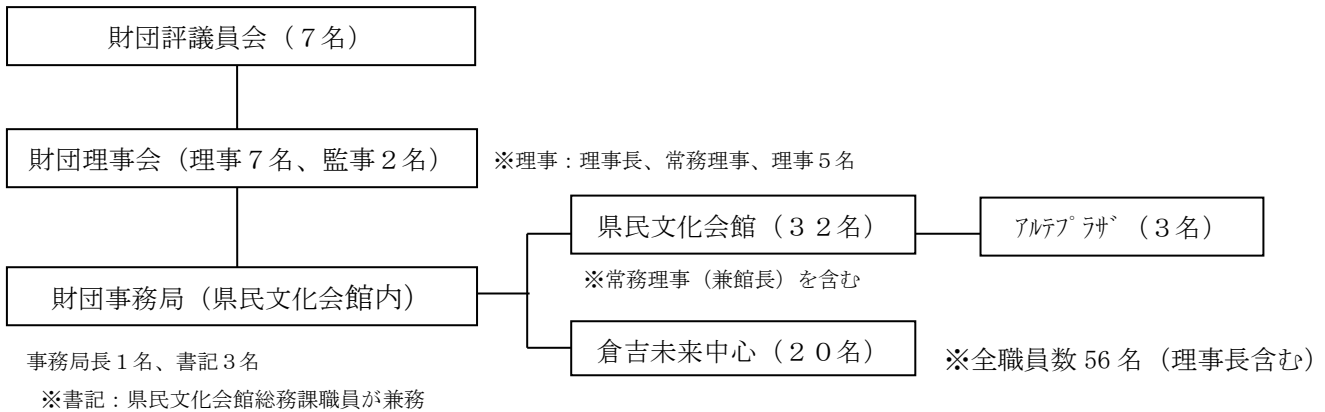 財団評議員会（７名）
財団理事会（理事７名、監事２名）
※理事：理事長、常務理事、理事５名
県民文化会館（３２名）
ｱﾙﾃﾌﾟﾗｻﾞ（３名）
※常務理事（兼館長）を含む
財団事務局（県民文化会館内）
倉吉未来中心（２０名）
※全職員数 56 名（理事長含む）
事務局長１名、書記３名
※書記：県民文化会館総務課職員が兼務